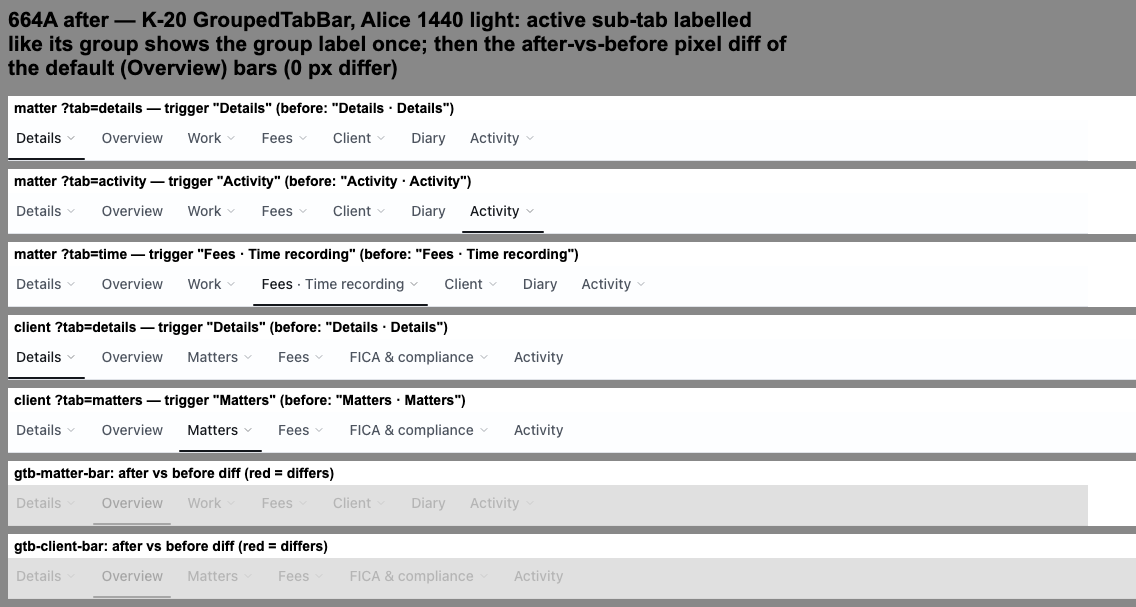 664A after — K-20 GroupedTabBar, Alice 1440 light: active sub-tab labelled
like its group shows the group label once; then the after-vs-before pixel diff of
the default (Overview) bars (0 px differ)
matter ?tab=details — trigger "Details" (before: "Details · Details")
Details Overview Work Fees Client Diary Activity
matter ?tab=activity — trigger "Activity" (before: "Activity · Activity")
Details Overview Work Fees Client Diary Activity
matter ?tab=time — trigger "Fees · Time recording" (before: "Fees · Time recording")
Details Overview Work Fees · Time recording Client Diary Activity
client ?tab=details — trigger "Details" (before: "Details · Details")
Details Overview Matters Fees FICA & compliance Activity
client ?tab=matters — trigger "Matters" (before: "Matters · Matters")
Details Overview Matters Fees FICA & compliance Activity
gtb-matter-bar: after vs before diff (red = differs)
Details Overview Work Fees Client Diary Activity
gtb-client-bar: after vs before diff (red = differs)
Details Overview Matters Fees FICA & compliance Activity